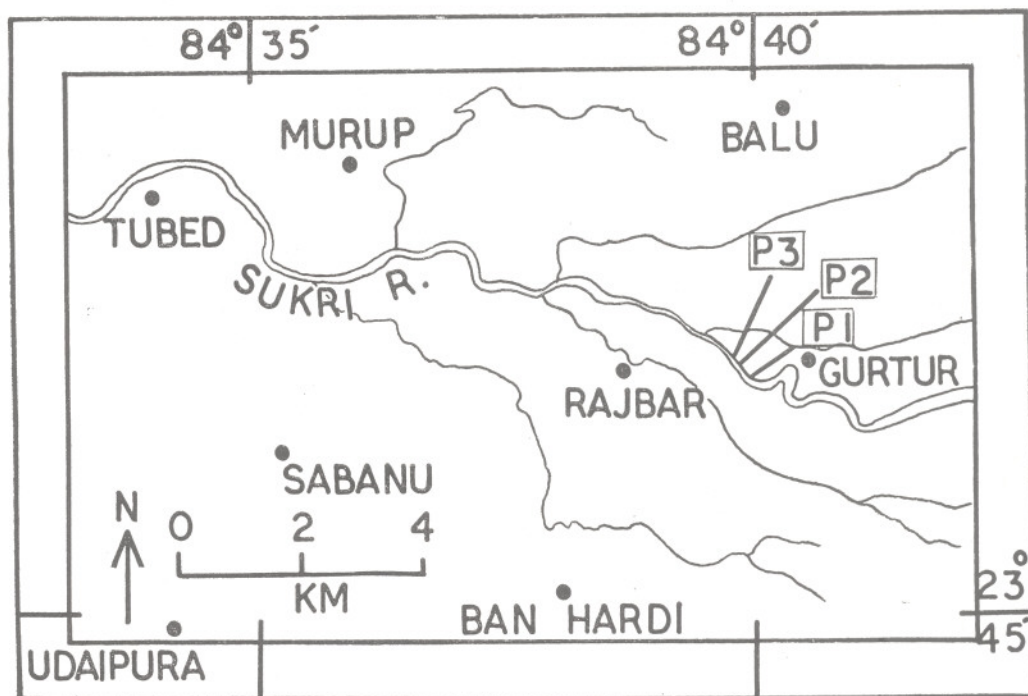 84° 35′ 84° 40′
MURUP
BALU
TUBED
SUKRI R.
P3
P2
P1
GURTUR
RAJBAR
SABANU
N
0 2 4
KM
BAN HARDI
23°
45′
UDAIPURA